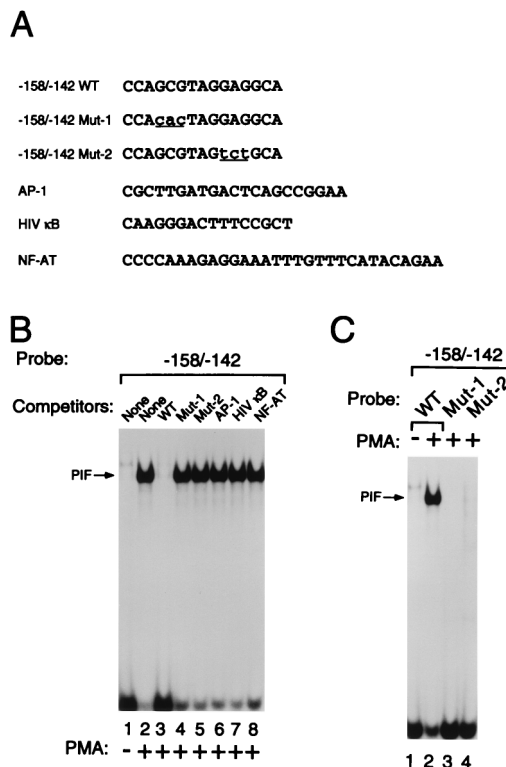 A
-158/-142 WT CCAGCGTAGGAGGCA
-158/-142 Mut-1 CCAcacTAGGAGGCA
-158/-142 Mut-2 CCAGCGTAGtctGCA
AP-1 CGCTTGATGACTCAGCCGGAA
HIV κB CAAGGGACTTTCCGCT
NF-AT CCCCAAAGAGGAAATTTGTTTCATACAGAA
B
Probe: -158/-142
Competitors: None None WT Mut-1 Mut-2 AP-1 HIV κB NF-AT
PIF
1 2 3 4 5 6 7 8
PMA: - + + + + + + +
C
-158/-142
Probe: WT Mut-1 Mut-2
PMA: - + + +
PIF
1 2 3 4